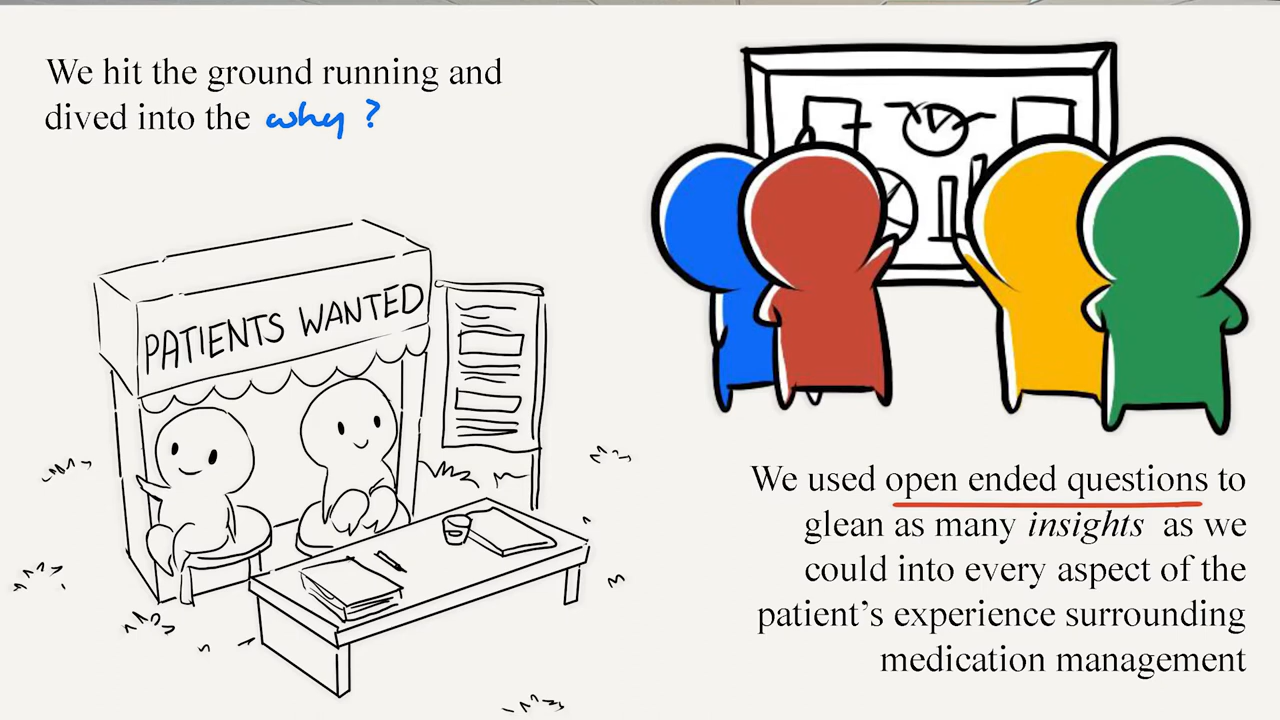 We hit the ground running and
dived into the why?
PATIENTS WANTED
We used open ended questions to
glean as many insights as we
could into every aspect of the
patient’s experience surrounding
medication management